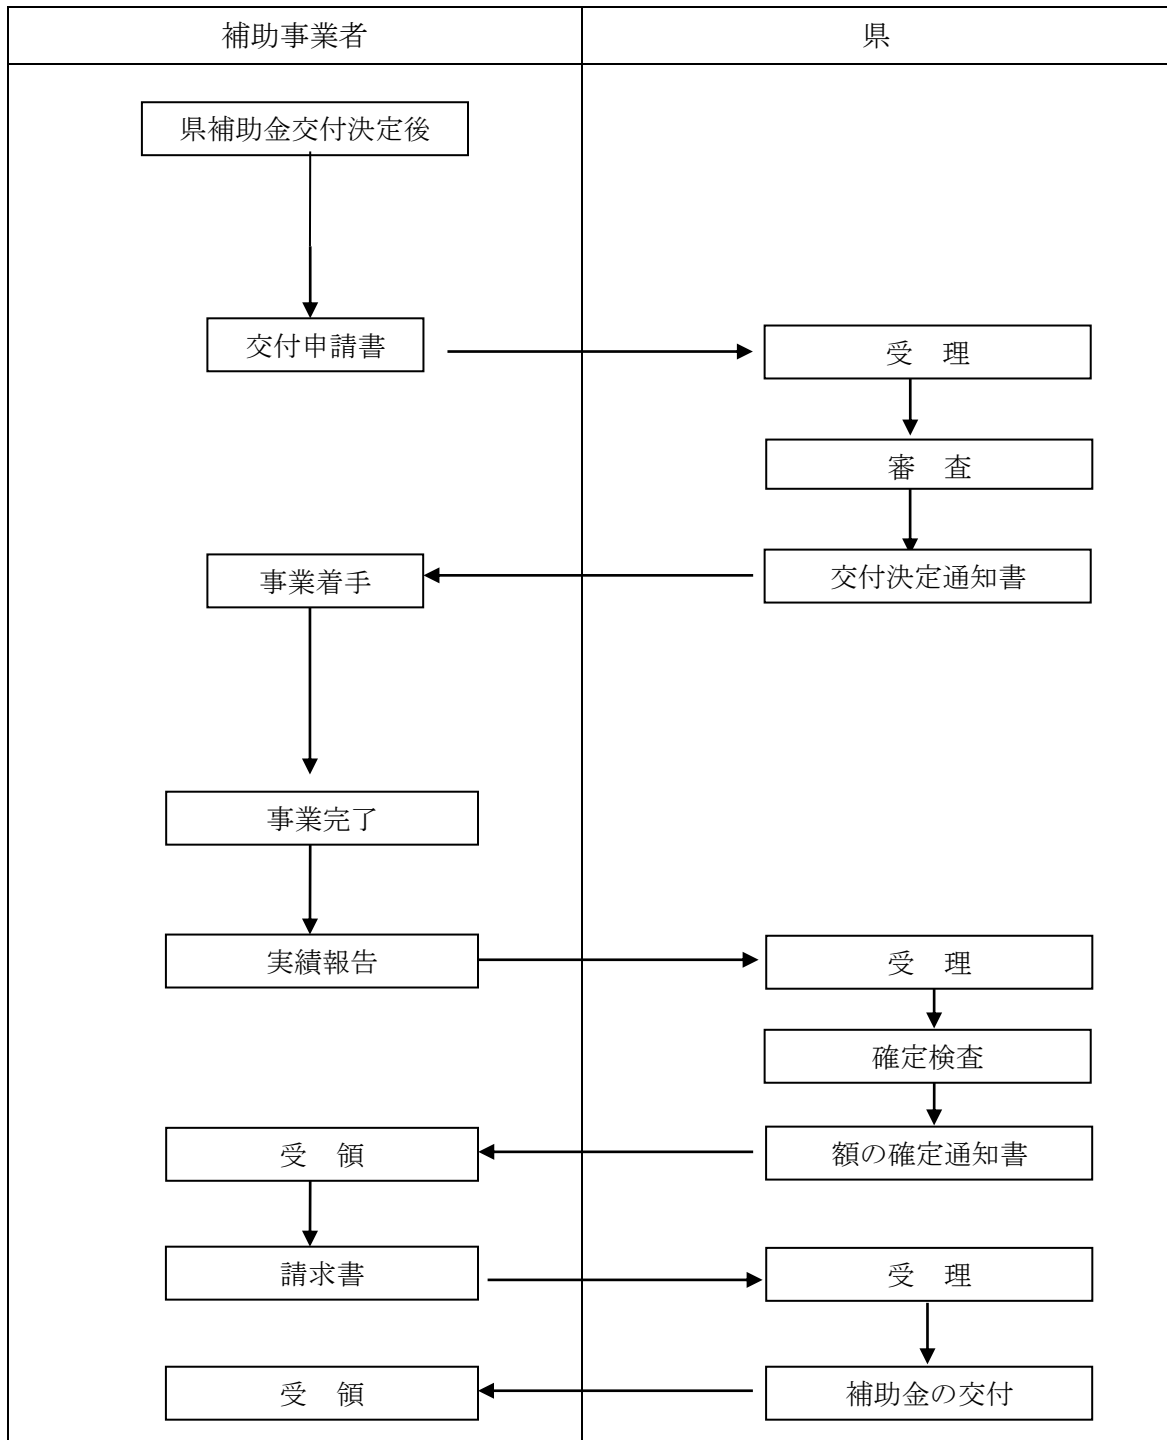 補助事業者
県
県補助金交付決定後
交付申請書
受　理
審　査
交付決定通知書
事業着手
事業完了
実績報告
受　理
確定検査
額の確定通知書
受　領
請求書
受　理
補助金の交付
受　領